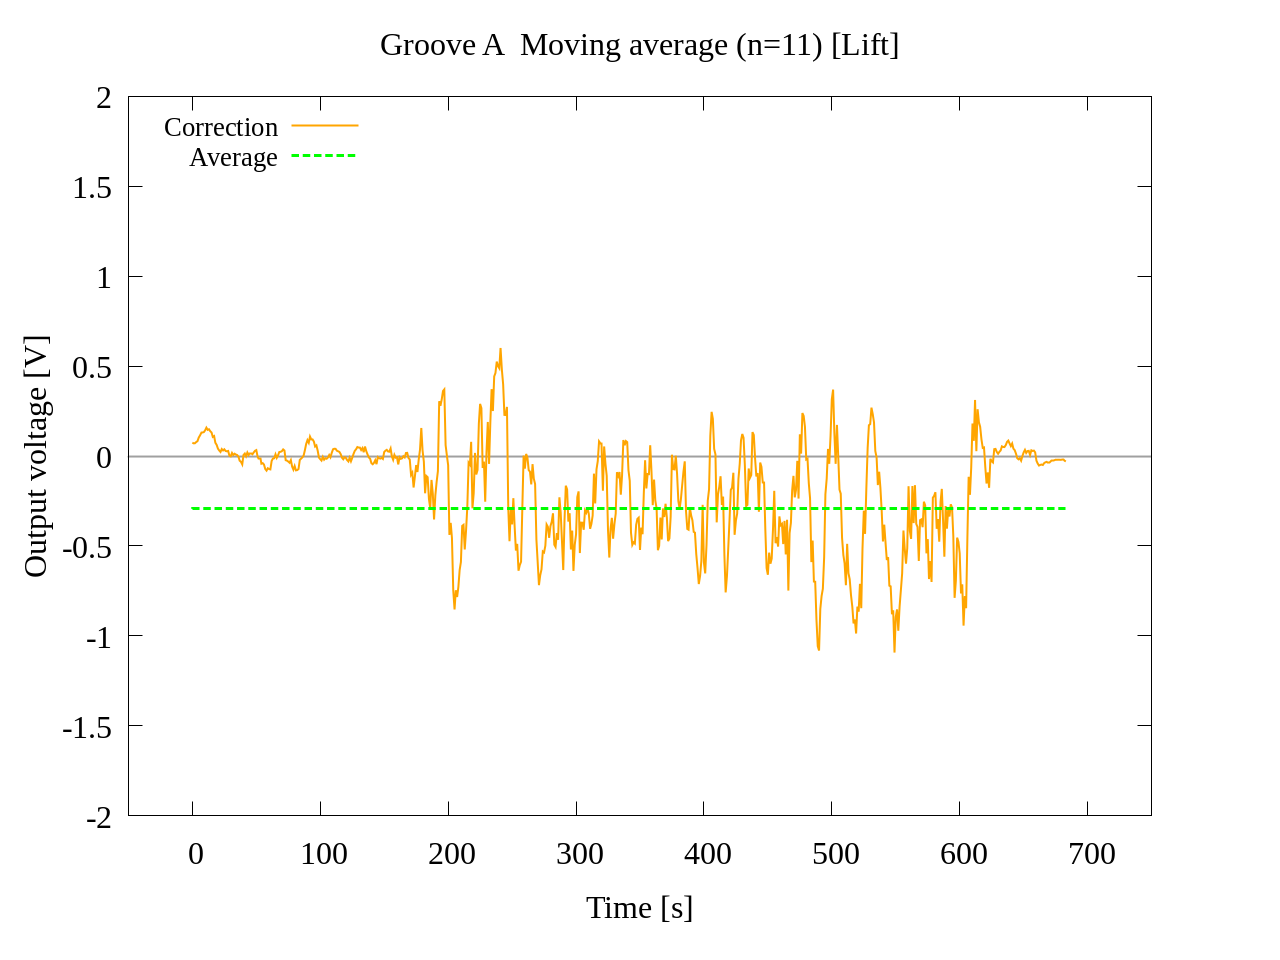 Groove A  Moving average (n=11) [Lift]
Correction
Average
Output voltage [V]
2
1.5
1
0.5
0
-0.5
-1
-1.5
-2
0 100 200 300 400 500 600 700
Time [s]